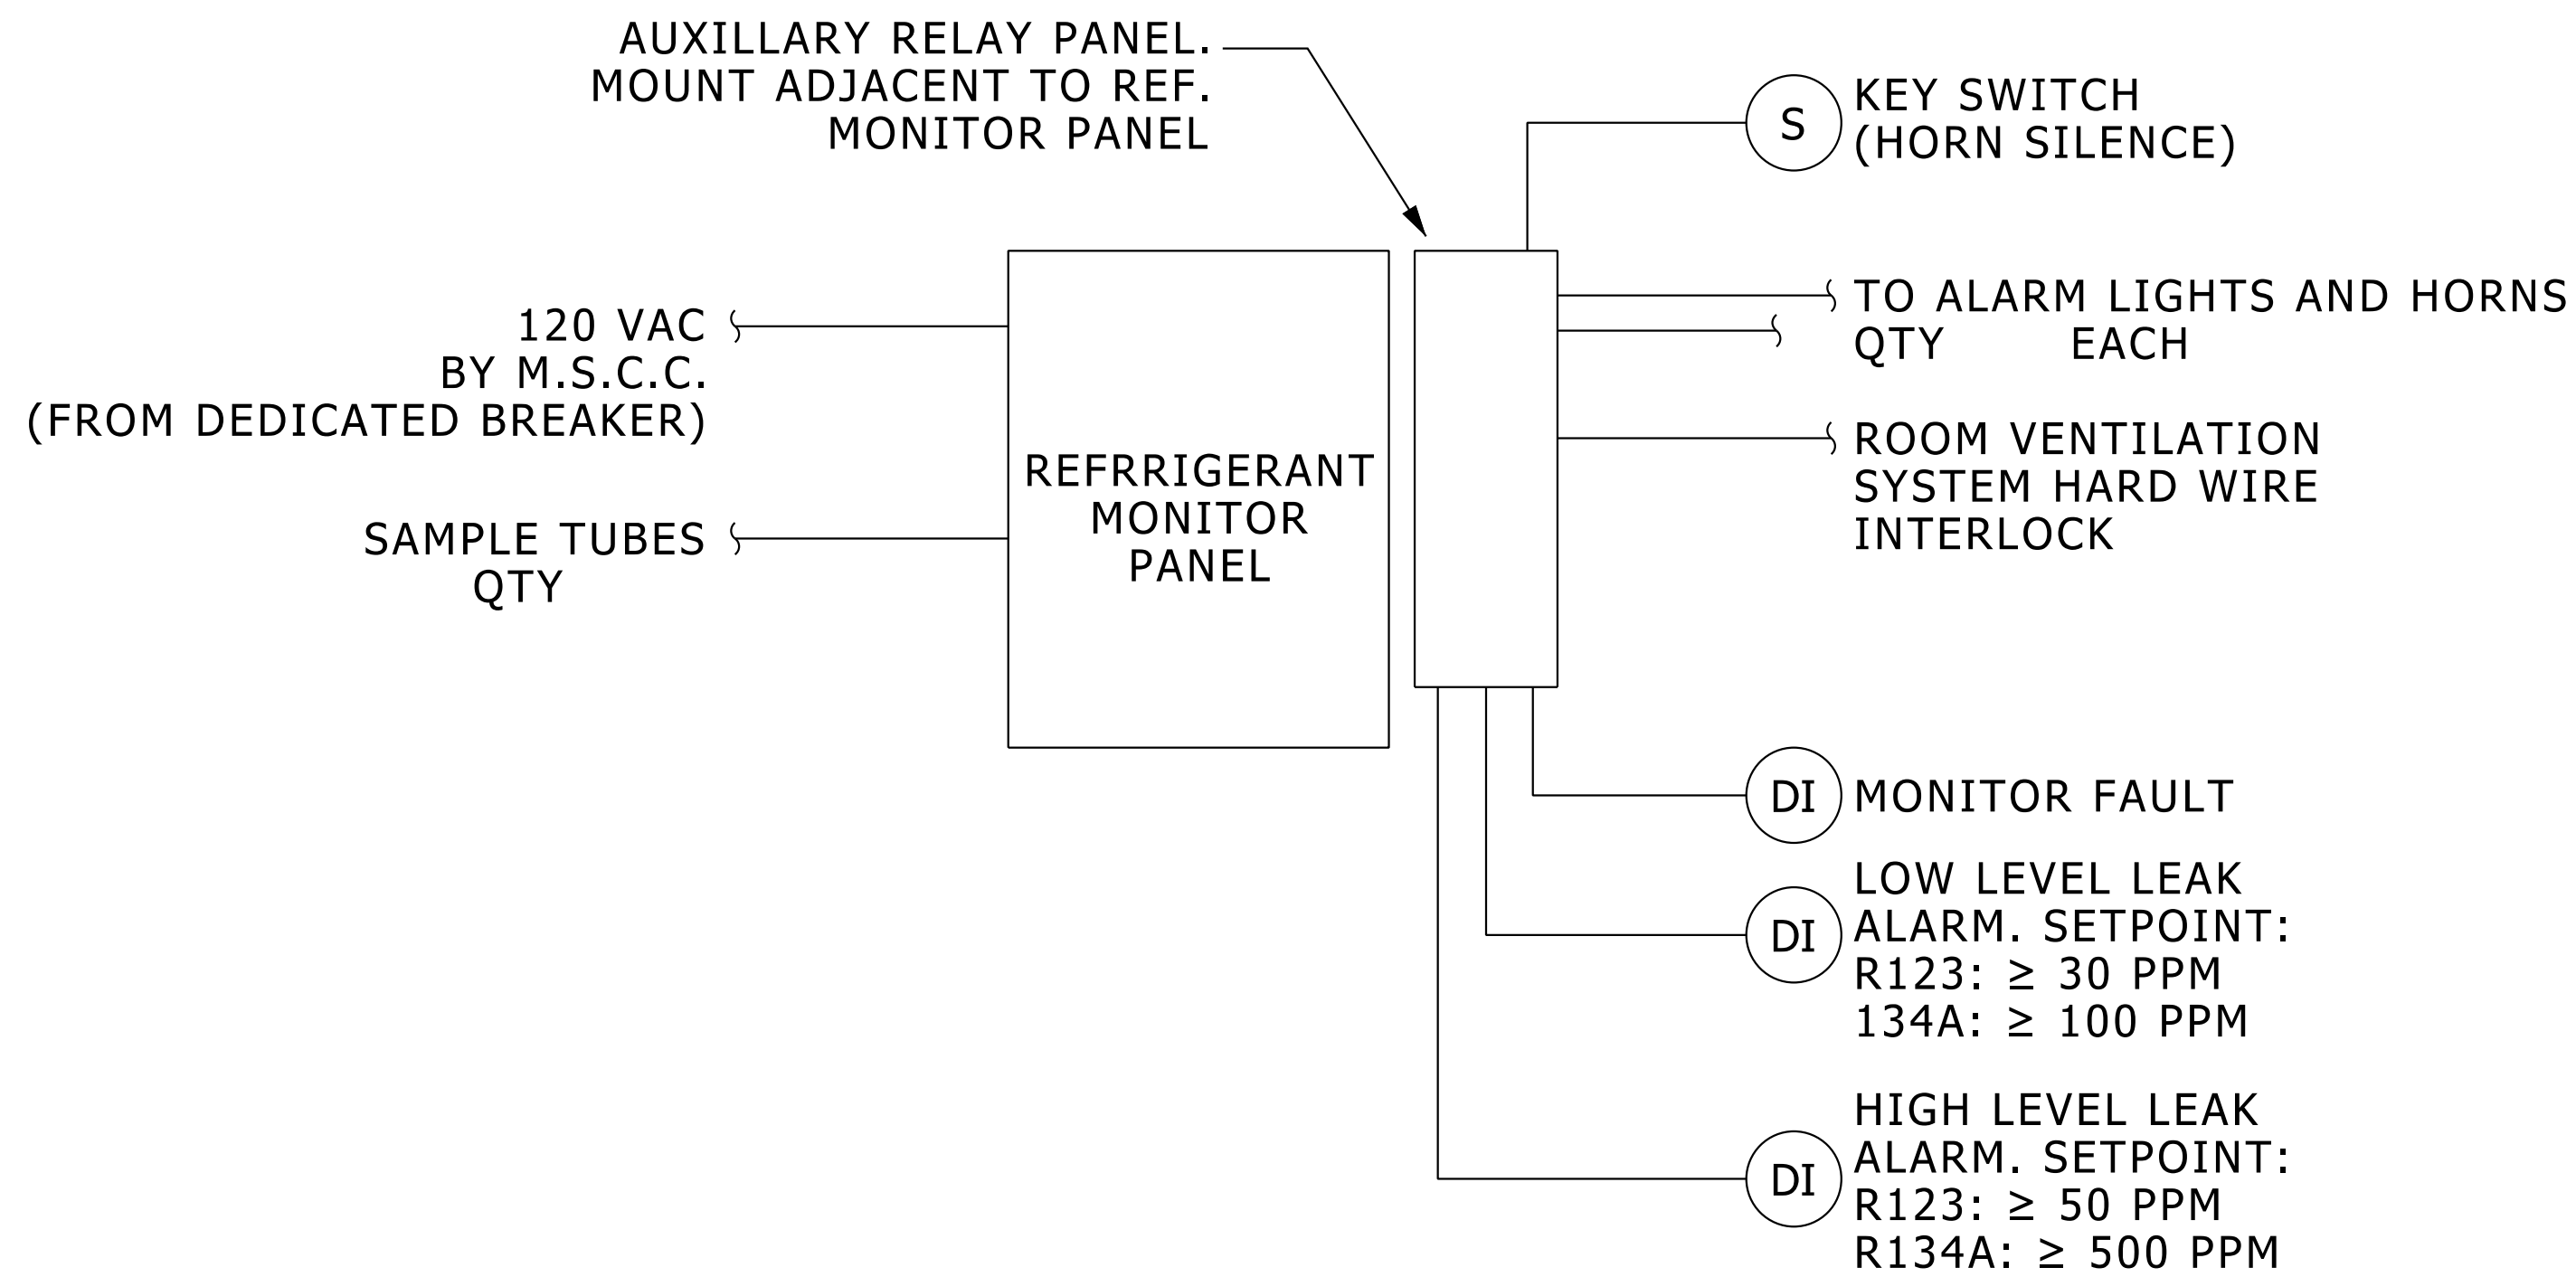 AUXILLARY RELAY PANEL.
MOUNT ADJACENT TO REF.
MONITOR PANEL
S
KEY SWITCH
(HORN SILENCE)
120 VAC
BY M.S.C.C.
(FROM DEDICATED BREAKER)
SAMPLE TUBES
QTY
REFRRIGERANT
MONITOR
PANEL
TO ALARM LIGHTS AND HORNS
QTY EACH
ROOM VENTILATION
SYSTEM HARD WIRE
INTERLOCK
DI
MONITOR FAULT
DI
LOW LEVEL LEAK
ALARM. SETPOINT:
R123: ≥ 30 PPM
134A: ≥ 100 PPM
DI
HIGH LEVEL LEAK
ALARM. SETPOINT:
R123: ≥ 50 PPM
R134A: ≥ 500 PPM